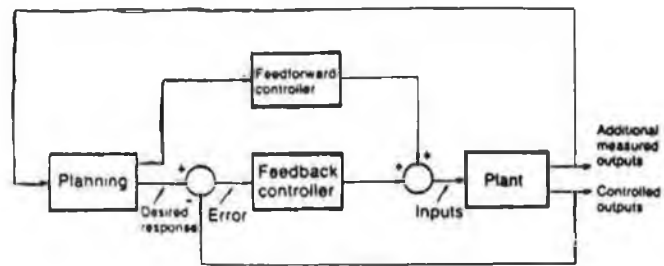 Feedforward
controller
Planning
+
-
Desired
response
Error
Feedback
controller
+
+
Inputs
Plant
Additional
measured
outputs
Controlled
outputs